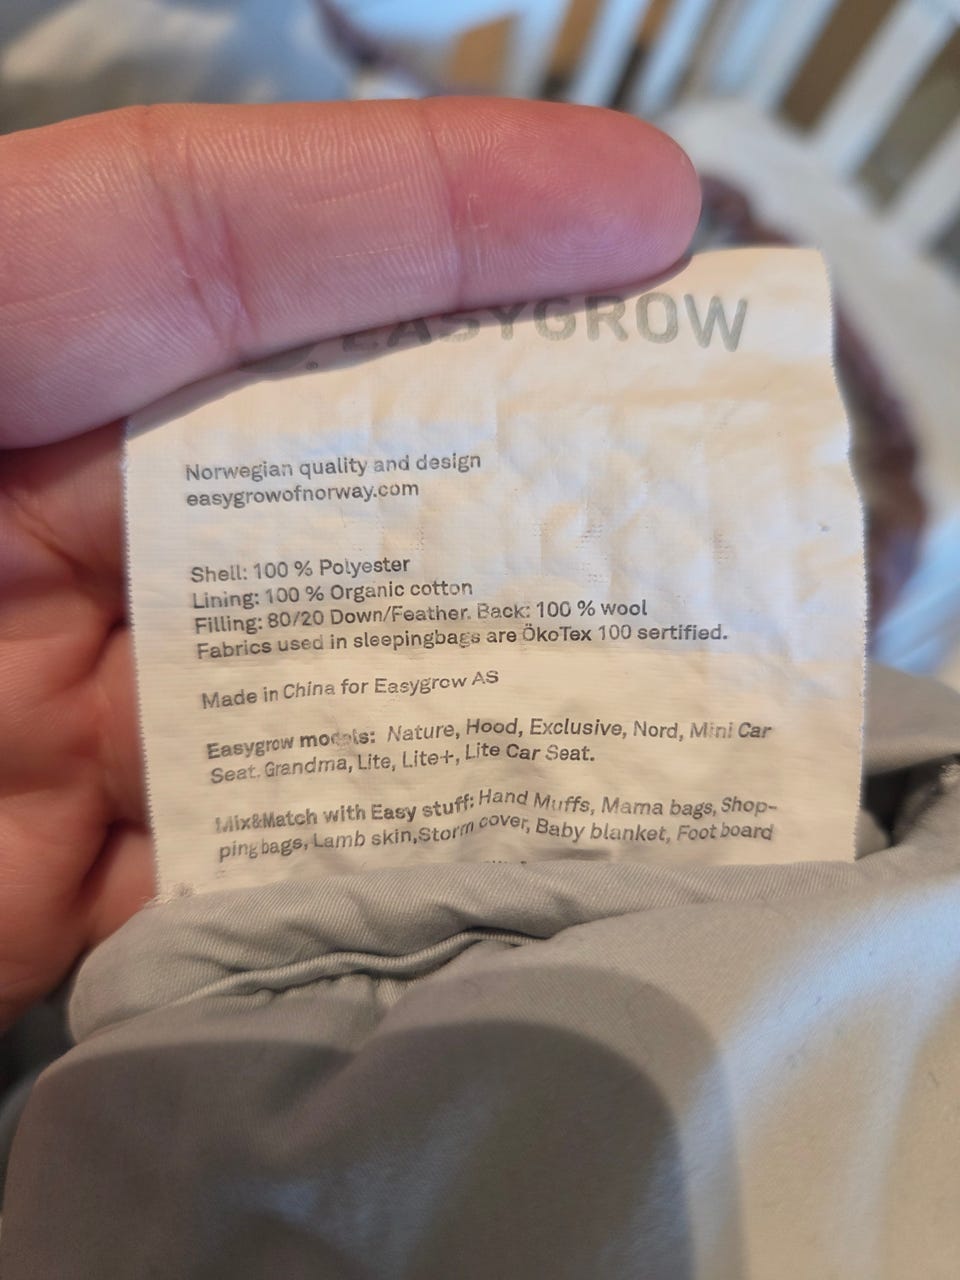 EASYGROW
Norwegian quality and design
easygrowofnorway.com
Shell: 100 % Polyester
Lining: 100 % Organic cotton
Filling: 80/20 Down/Feather. Back: 100 % wool
Fabrics used in sleepingbags are ÖkoTex 100 sertified.
Made in China for Easygrow AS
Easygrow models: Nature, Hood, Exclusive, Nord, Mini Car
Seat. Grandma, Lite, Lite+, Lite Car Seat.
Mix&Match with Easy stuff: Hand Muffs, Mama bags, Shop-
ping bags, Lamb skin,Storm cover, Baby blanket, Foot board